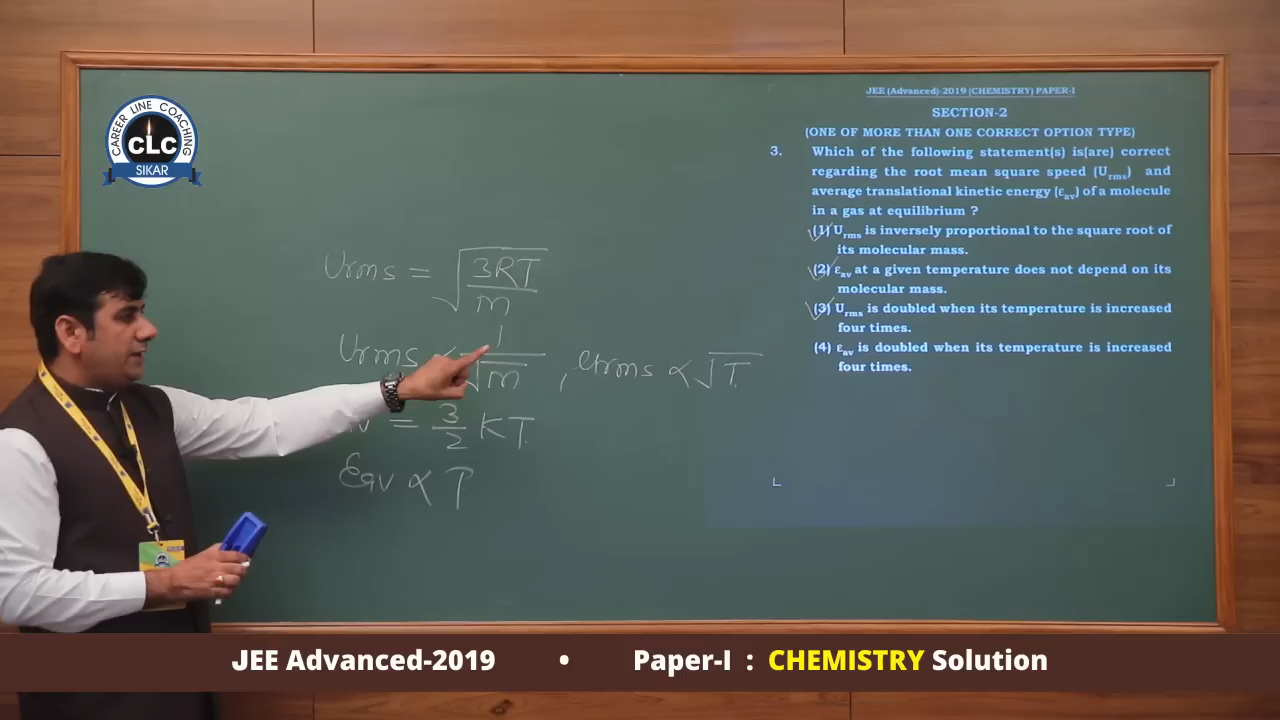 CAREER LINE COACHING
CLC
SIKAR
JEE (Advanced)-2019 (CHEMISTRY) PAPER-I
SECTION-2
(ONE OF MORE THAN ONE CORRECT OPTION TYPE)
3. Which of the following statement(s) is(are) correct
regarding the root mean square speed (Urms) and
average translational kinetic energy (εav) of a molecule
in a gas at equilibrium ?
(1) Urms is inversely proportional to the square root of
its molecular mass.
(2) εav at a given temperature does not depend on its
molecular mass.
(3) Urms is doubled when its temperature is increased
four times.
(4) εav is doubled when its temperature is increased
four times.
Urms = √(3RT/m)
Urms ∝ 1/√m , Urms ∝ √T
= 3/2 KT
Eav ∝ T
JEE Advanced-2019 • Paper-I : CHEMISTRY Solution